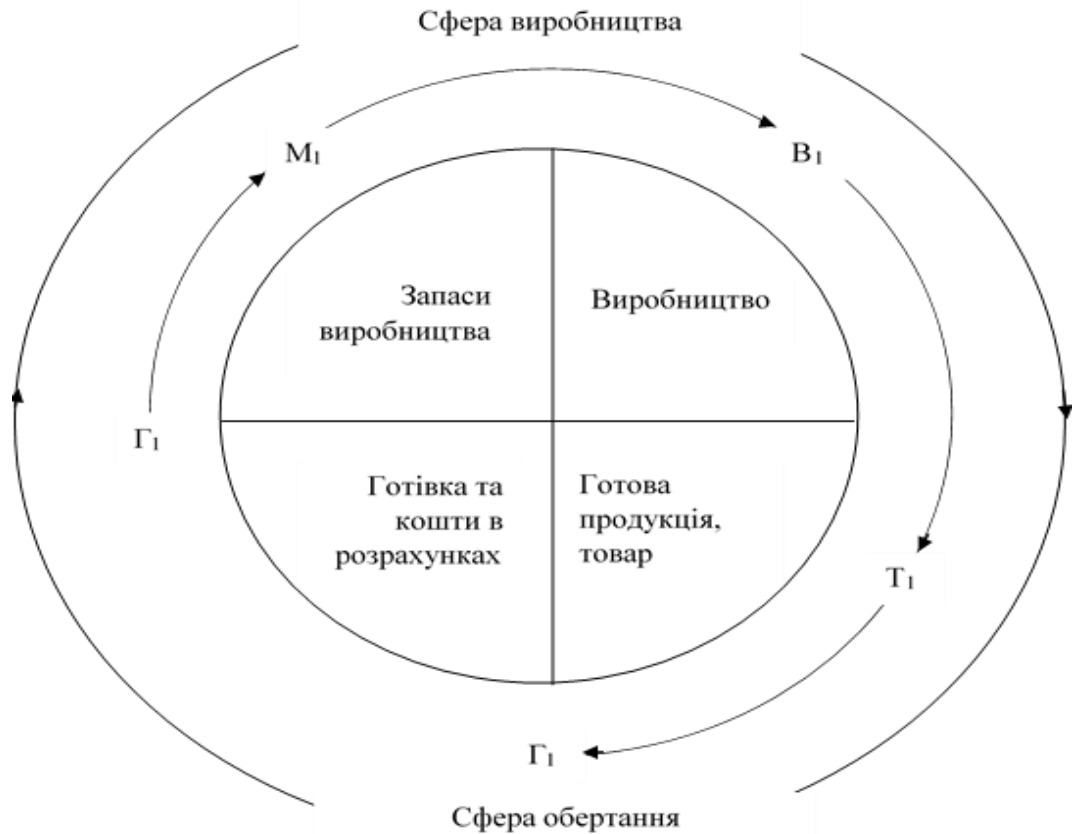 Сфера виробництва
М₁
В₁
Запаси
виробництва
Виробництво
Г₁
Готівка та
кошти в
розрахунках
Готова
продукція,
товар
Т₁
Г₁
Сфера обертання